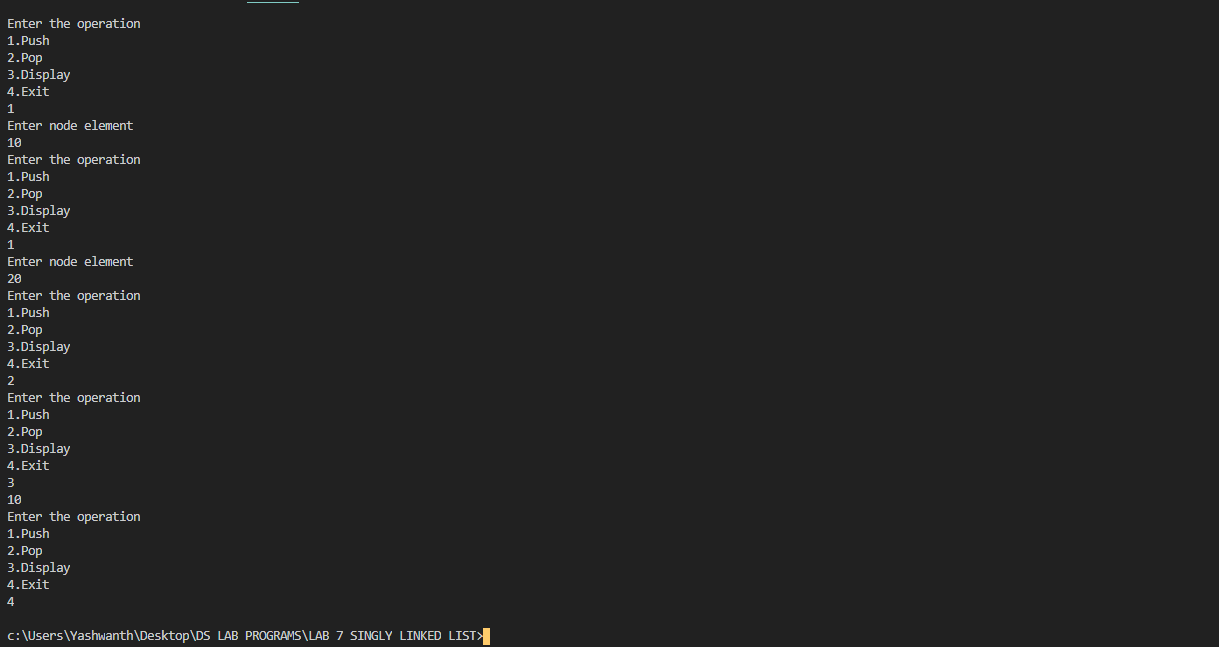 Enter the operation
1.Push
2.Pop
3.Display
4.Exit
1
Enter node element
10
Enter the operation
1.Push
2.Pop
3.Display
4.Exit
1
Enter node element
20
Enter the operation
1.Push
2.Pop
3.Display
4.Exit
2
Enter the operation
1.Push
2.Pop
3.Display
4.Exit
3
10
Enter the operation
1.Push
2.Pop
3.Display
4.Exit
4
c:\Users\Yashwanth\Desktop\DS LAB PROGRAMS\LAB 7 SINGLY LINKED LIST>